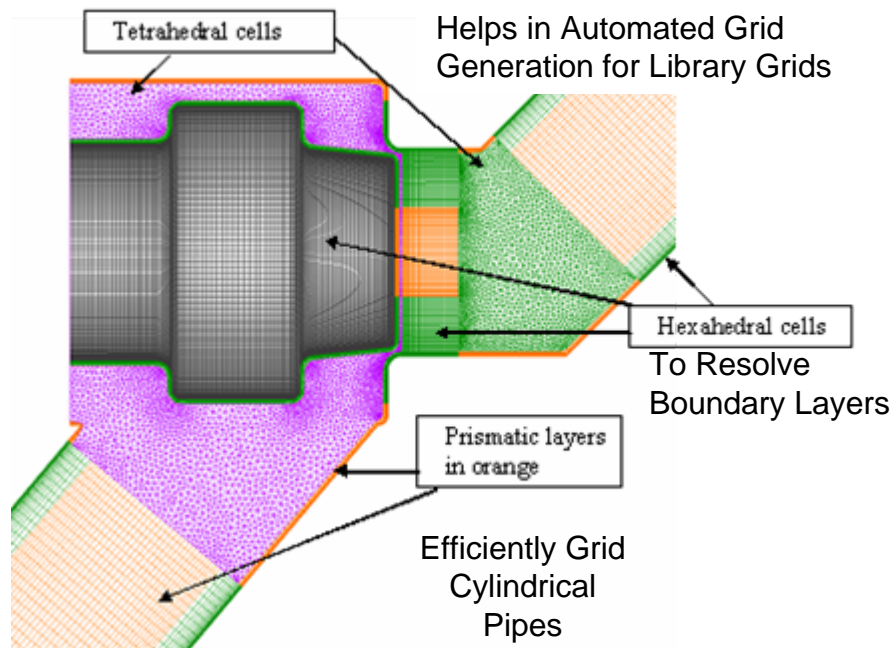 Tetrahedral cells
Helps in Automated Grid
Generation for Library Grids
Hexahedral cells
To Resolve
Boundary Layers
Prismatic layers
in orange
Efficiently Grid
Cylindrical
Pipes